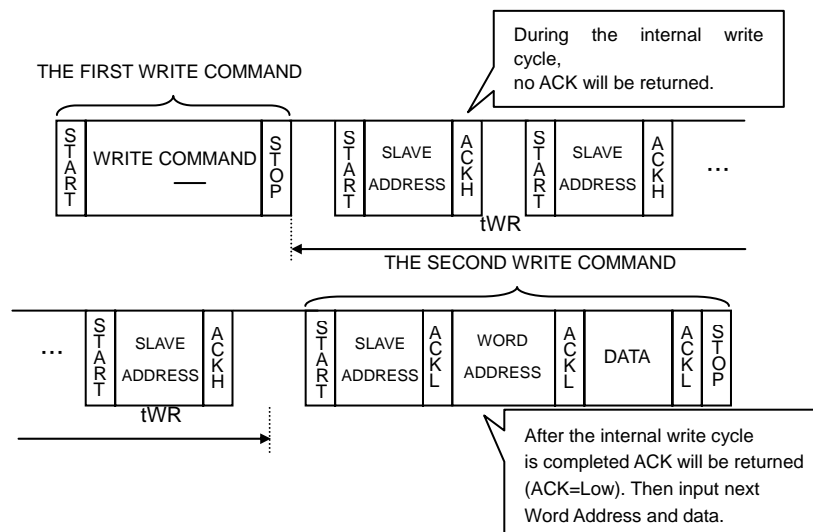 During the internal write
cycle,
no ACK will be returned.
THE FIRST WRITE COMMAND
START
WRITE COMMAND
STOP
START
SLAVE
ADDRESS
ACKH
START
SLAVE
ADDRESS
ACKH
...
tWR
THE SECOND WRITE COMMAND
...
START
SLAVE
ADDRESS
ACKH
START
SLAVE
ADDRESS
ACKL
WORD
ADDRESS
ACKL
DATA
ACKL
STOP
tWR
After the internal write cycle
is completed ACK will be returned
(ACK=Low). Then input next
Word Address and data.